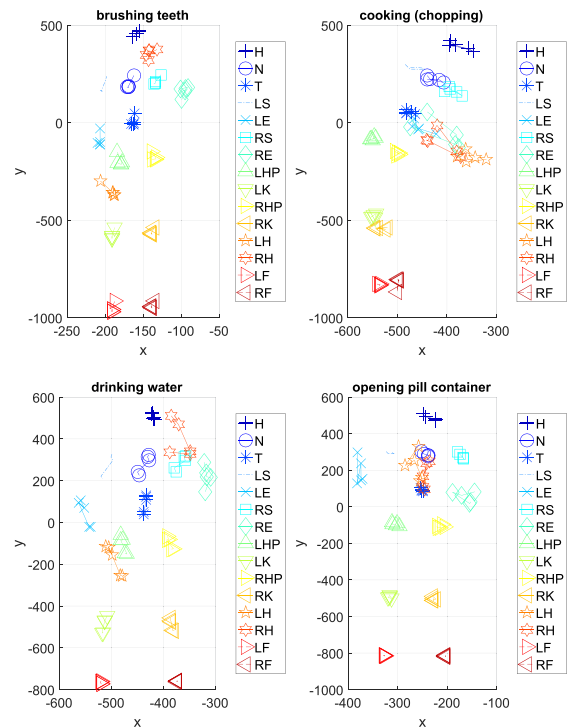 brushing teeth
500
0
-500
-1000
y
-250
-200
-150
-100
-50
x
H
N
T
LS
LE
RS
RE
LHP
LK
RHP
RK
LH
RH
LF
RF
cooking (chopping)
500
0
-500
-1000
y
-600
-500
-400
-300
x
H
N
T
LS
LE
RS
RE
LHP
LK
RHP
RK
LH
RH
LF
RF
drinking water
600
400
200
0
-200
-400
-600
-800
y
-600
-500
-400
-300
x
H
N
T
LS
LE
RS
RE
LHP
LK
RHP
RK
LH
RH
LF
RF
opening pill container
600
400
200
0
-200
-400
-600
-800
-1000
y
-400
-300
-200
-100
x
H
N
T
LS
LE
RS
RE
LHP
LK
RHP
RK
LH
RH
LF
RF